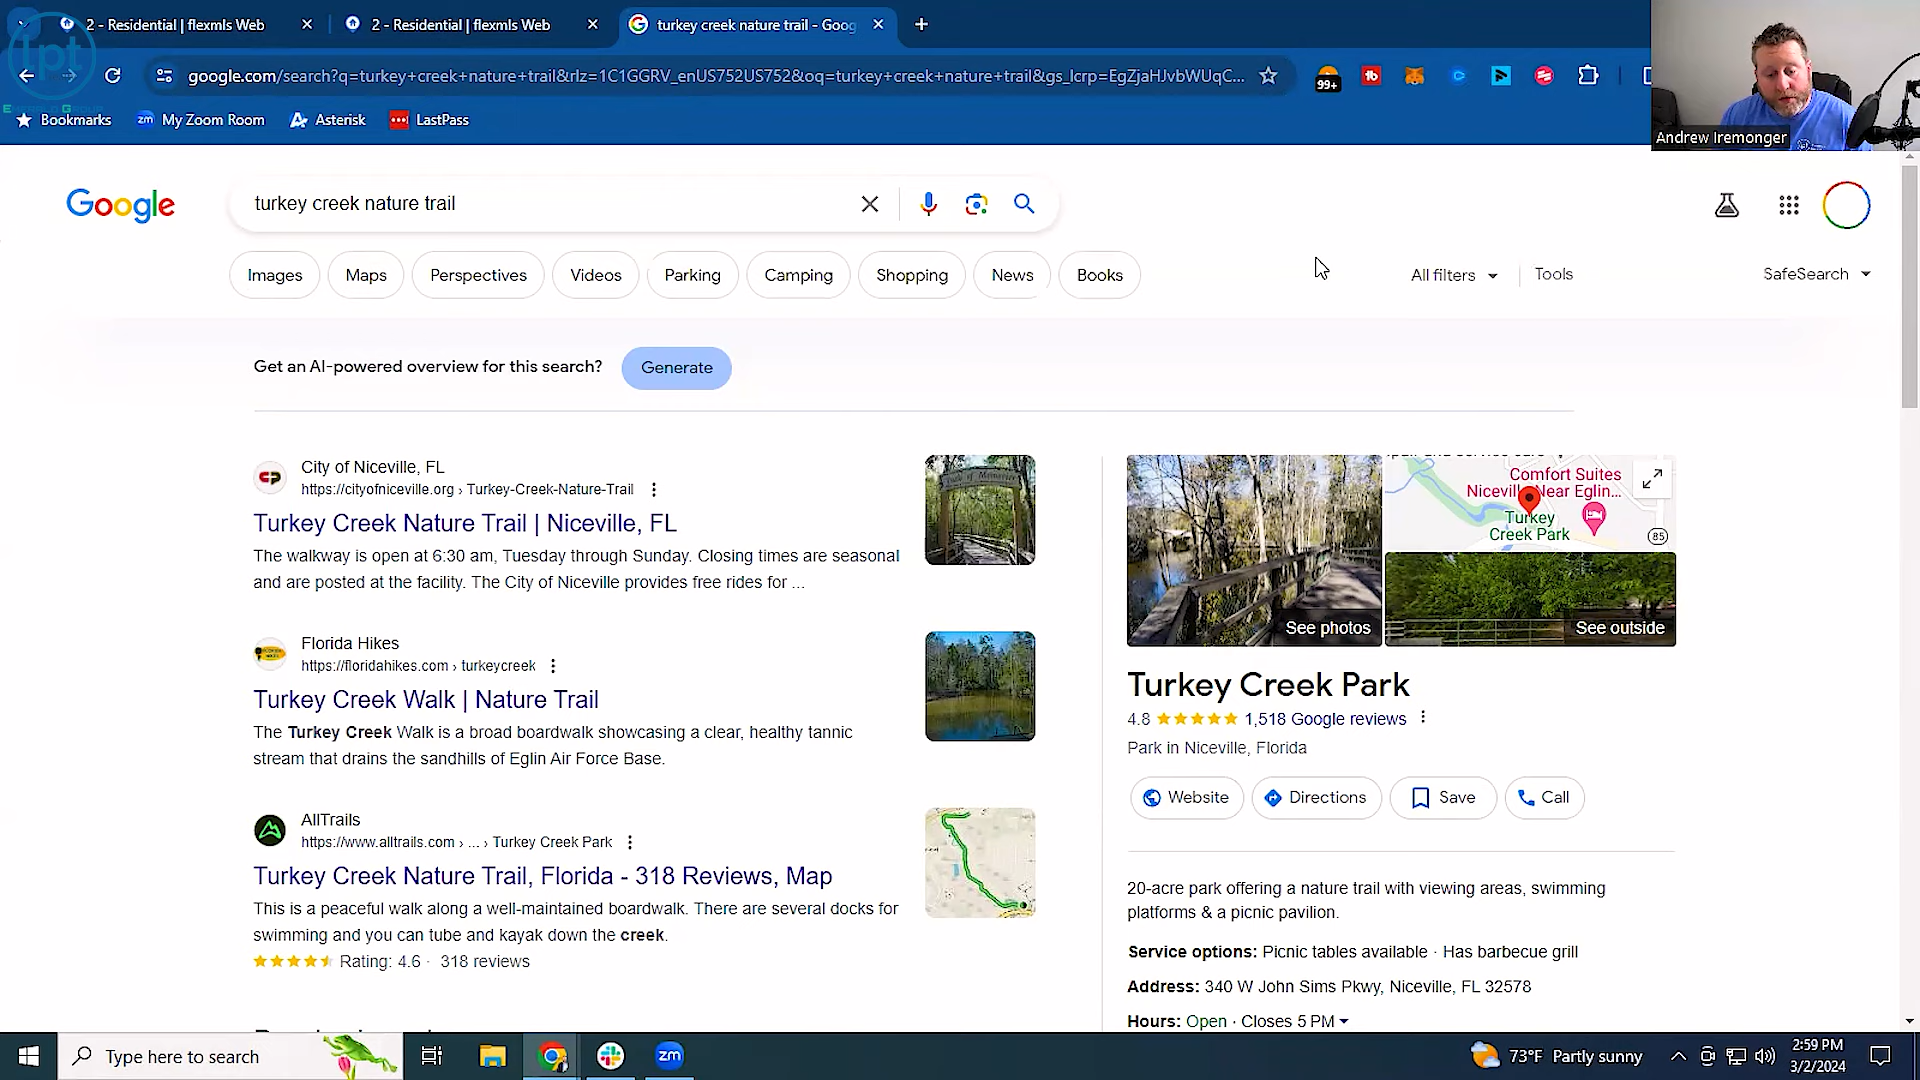 2 - Residential | flexmls Web
2 - Residential | flexmls Web
turkey creek nature trail - Goog
lpt
EMERALD GROUP
google.com/search?q=turkey+creek+nature+trail&rlz=1C1GGRV_enUS752US752&oq=turkey+creek+nature+trail&gs_lcrp=EgZjaHJvbWUqC...
99+
Bookmarks
zm My Zoom Room
Asterisk
LastPass
Andrew Iremonger
Google
turkey creek nature trail
Images
Maps
Perspectives
Videos
Parking
Camping
Shopping
News
Books
All filters
Tools
SafeSearch
Get an AI-powered overview for this search?
Generate
City of Niceville, FL
https://cityofniceville.org › Turkey-Creek-Nature-Trail
Turkey Creek Nature Trail | Niceville, FL
The walkway is open at 6:30 am, Tuesday through Sunday. Closing times are seasonal
and are posted at the facility. The City of Niceville provides free rides for ...
Florida Hikes
https://floridahikes.com › turkeycreek
Turkey Creek Walk | Nature Trail
The Turkey Creek Walk is a broad boardwalk showcasing a clear, healthy tannic
stream that drains the sandhills of Eglin Air Force Base.
AllTrails
https://www.alltrails.com › ... › Turkey Creek Park
Turkey Creek Nature Trail, Florida - 318 Reviews, Map
This is a peaceful walk along a well-maintained boardwalk. There are several docks for
swimming and you can tube and kayak down the creek.
Rating: 4.6 · 318 reviews
Comfort Suites
Niceville Near Eglin...
Turkey
Creek Park
85
See photos
See outside
Turkey Creek Park
4.8
1,518 Google reviews
Park in Niceville, Florida
Website
Directions
Save
Call
20-acre park offering a nature trail with viewing areas, swimming
platforms & a picnic pavilion.
Service options: Picnic tables available · Has barbecue grill
Address: 340 W John Sims Pkwy, Niceville, FL 32578
Hours: Open · Closes 5 PM
Type here to search
zm
73°F Partly sunny
2:59 PM
3/2/2024